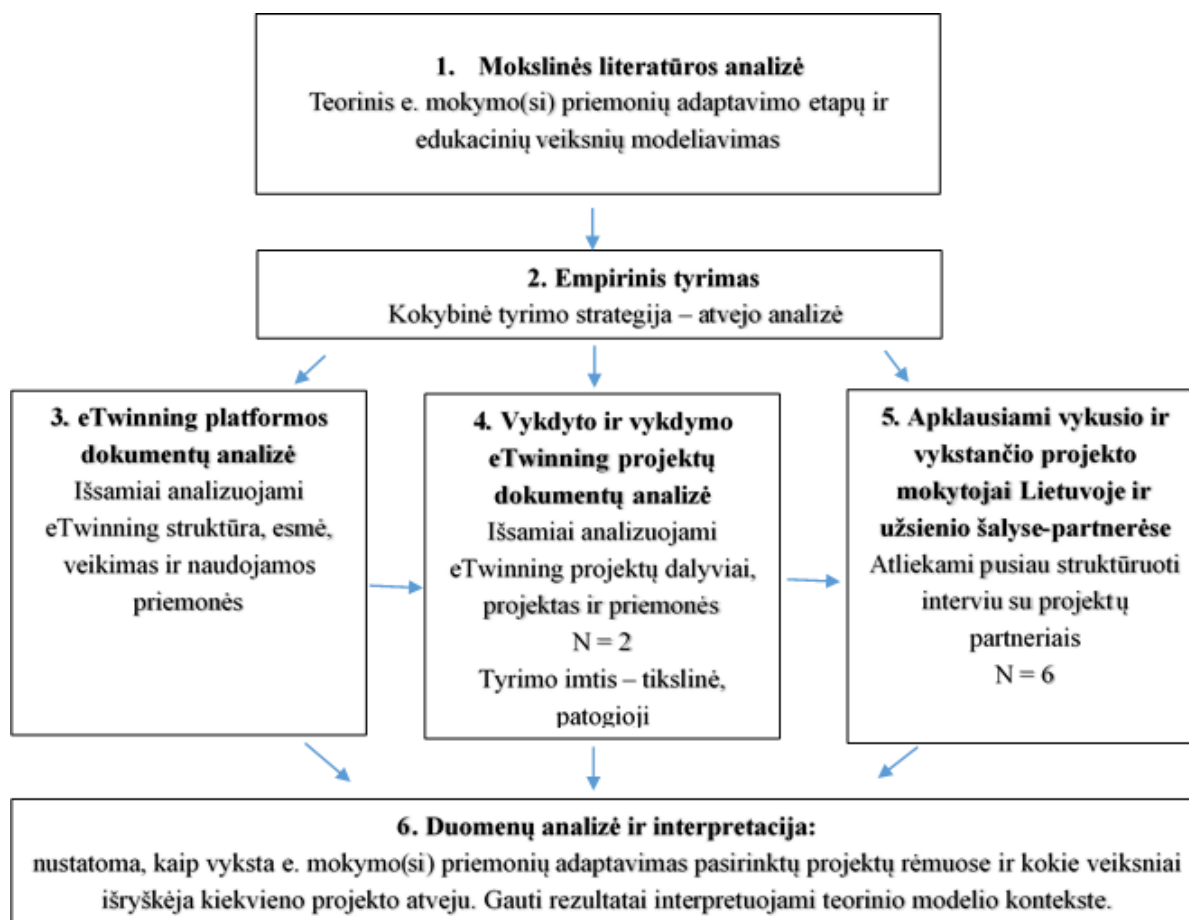 1. Mokslinės literatūros analizė
Teorinis e. mokymo(si) priemonių adaptavimo etapų ir
edukacinių veiksnių modeliavimas
2. Empirinis tyrimas
Kokybinė tyrimo strategija – atvejo analizė
3. eTwinning platformos
dokumentų analizė
Išsamiai analizuojami
eTwinning struktūra, esmė,
veikimas ir naudojamos
priemonės
4. Vykdyto ir vykdymo
eTwinning projektų
dokumentų analizė
Išsamiai analizuojami
eTwinning projektų dalyviai,
projektas ir priemonės
N = 2
Tyrimo imtis – tikslinė,
patogioji
5. Apklausiami vykusio ir
vykstančio projekto
mokytojai Lietuvoje ir
užsienio šalyse-partnerėse
Atliekami pusiau struktūruoti
interviu su projektų
partneriais
N = 6
6. Duomenų analizė ir interpretacija:
nustatoma, kaip vyksta e. mokymo(si) priemonių adaptavimas pasirinktų projektų rėmuose ir kokie veiksniai
išryškėja kiekvieno projekto atveju. Gauti rezultatai interpretuojami teorinio modelio kontekste.